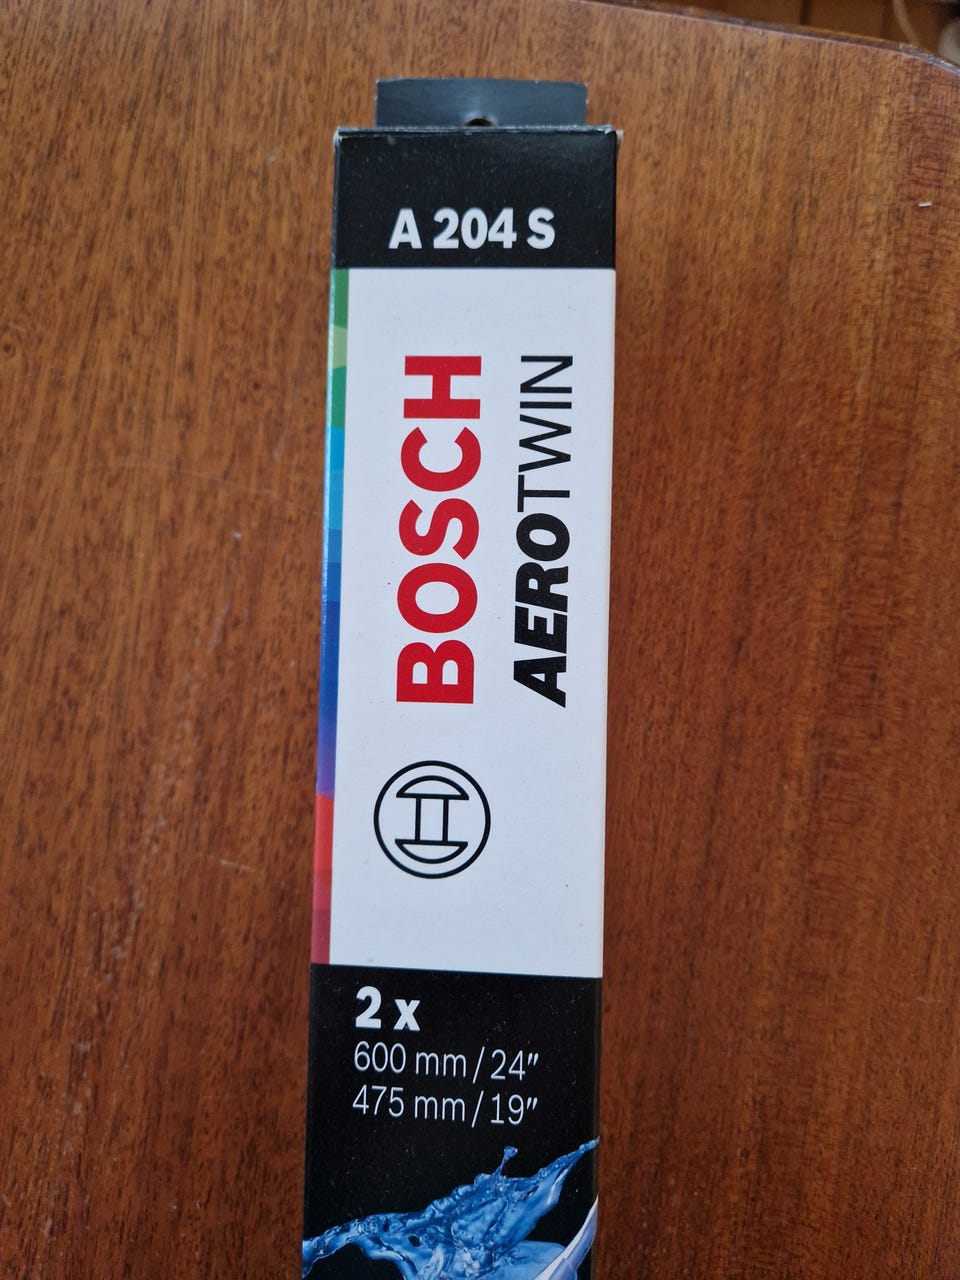 A 204 S
BOSCH
AEROTWIN
2 x
600 mm / 24"
475 mm / 19"